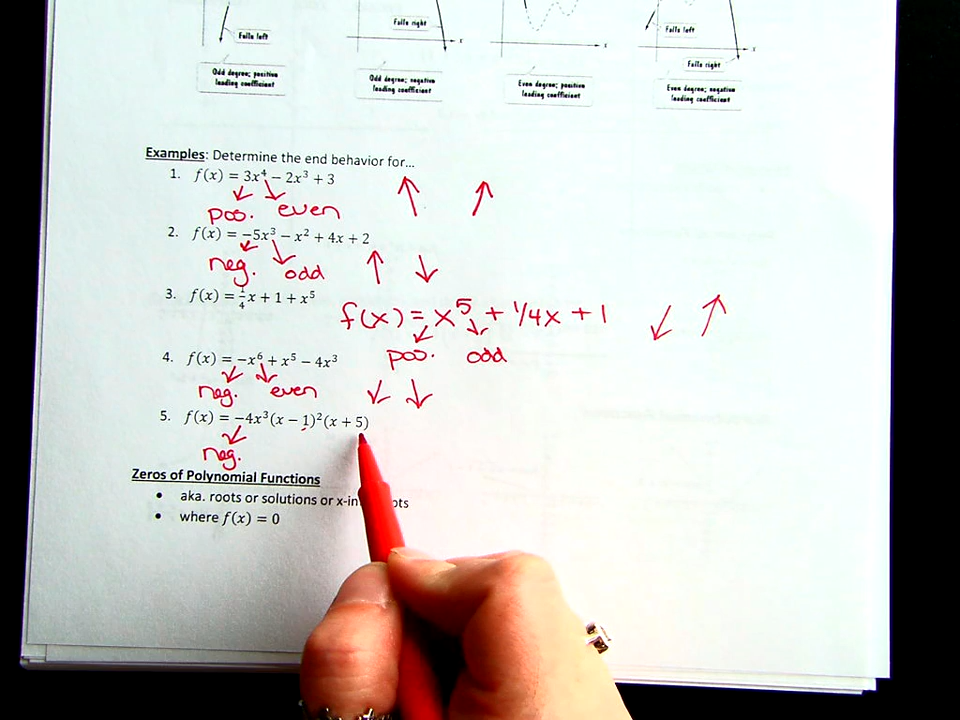 Falls left
Falls right
x
x
Falls left
x
Falls right
Odd degree; positive
leading coefficient
Odd degree; negative
leading coefficient
Even degree; positive
leading coefficient
Even degree; negative
leading coefficient
Examples: Determine the end behavior for...
1. f(x) = 3x⁴ − 2x³ + 3 ↑ ↑
↙ ↘
pos. even
2. f(x) = −5x³ − x² + 4x + 2
↙ ↘
neg. odd ↑ ↓
3. f(x) = 1/4x + 1 + x⁵ f(x) = x⁵ + 1/4x + 1 ↙ ↗
↙ ↘
pos. odd
4. f(x) = −x⁶ + x⁵ − 4x³
↙ ↘
neg. even ↙ ↓
5. f(x) = −4x³(x − 1)²(x + 5)
↙
neg.
Zeros of Polynomial Functions
• aka. roots or solutions or
• where f(x) = 0